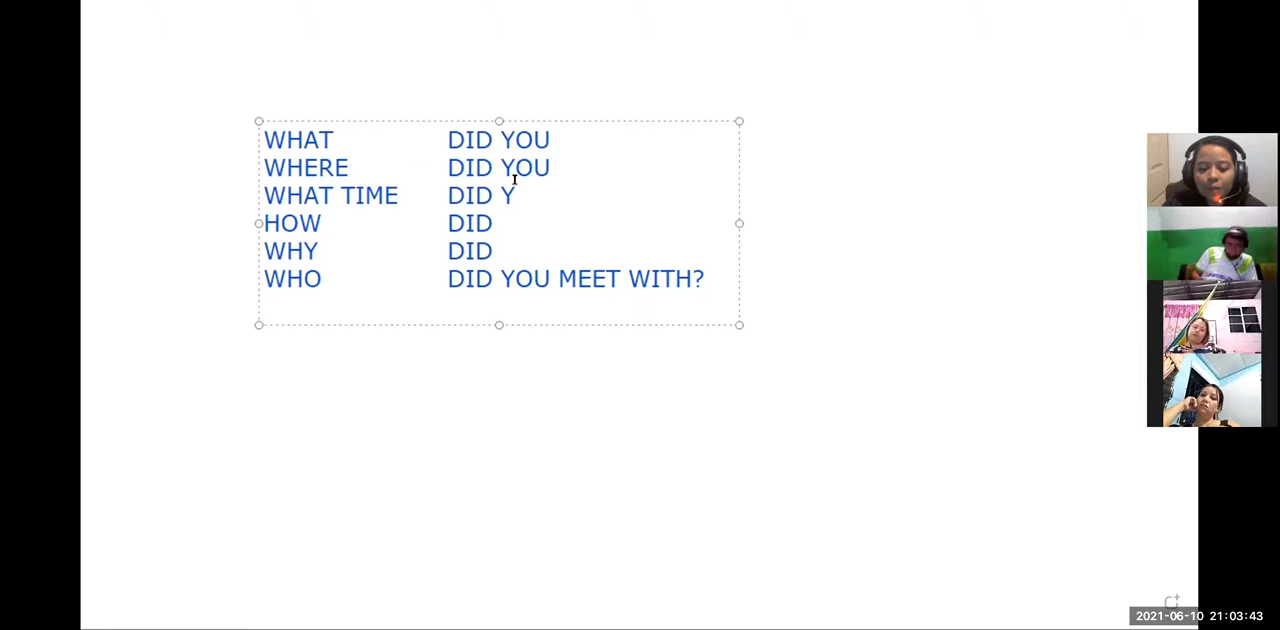 WHAT DID YOU
WHERE DID YOU
WHAT TIME DID Y
HOW DID
WHY DID
WHO DID YOU MEET WITH?
2021-06-10 21:03:43